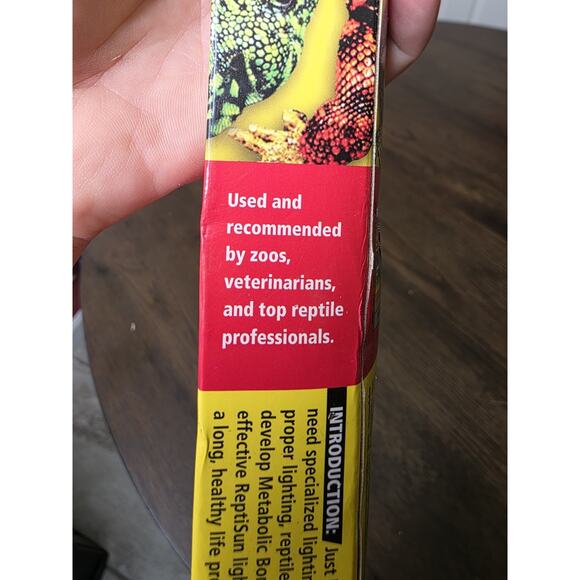 Used and
recommended
by zoos,
veterinarians,
and top reptile
professionals.
INTRODUCTION: Just
need specialized
proper lighting, reptile
develop Metabolic
effective ReptiSun
a long, healthy life